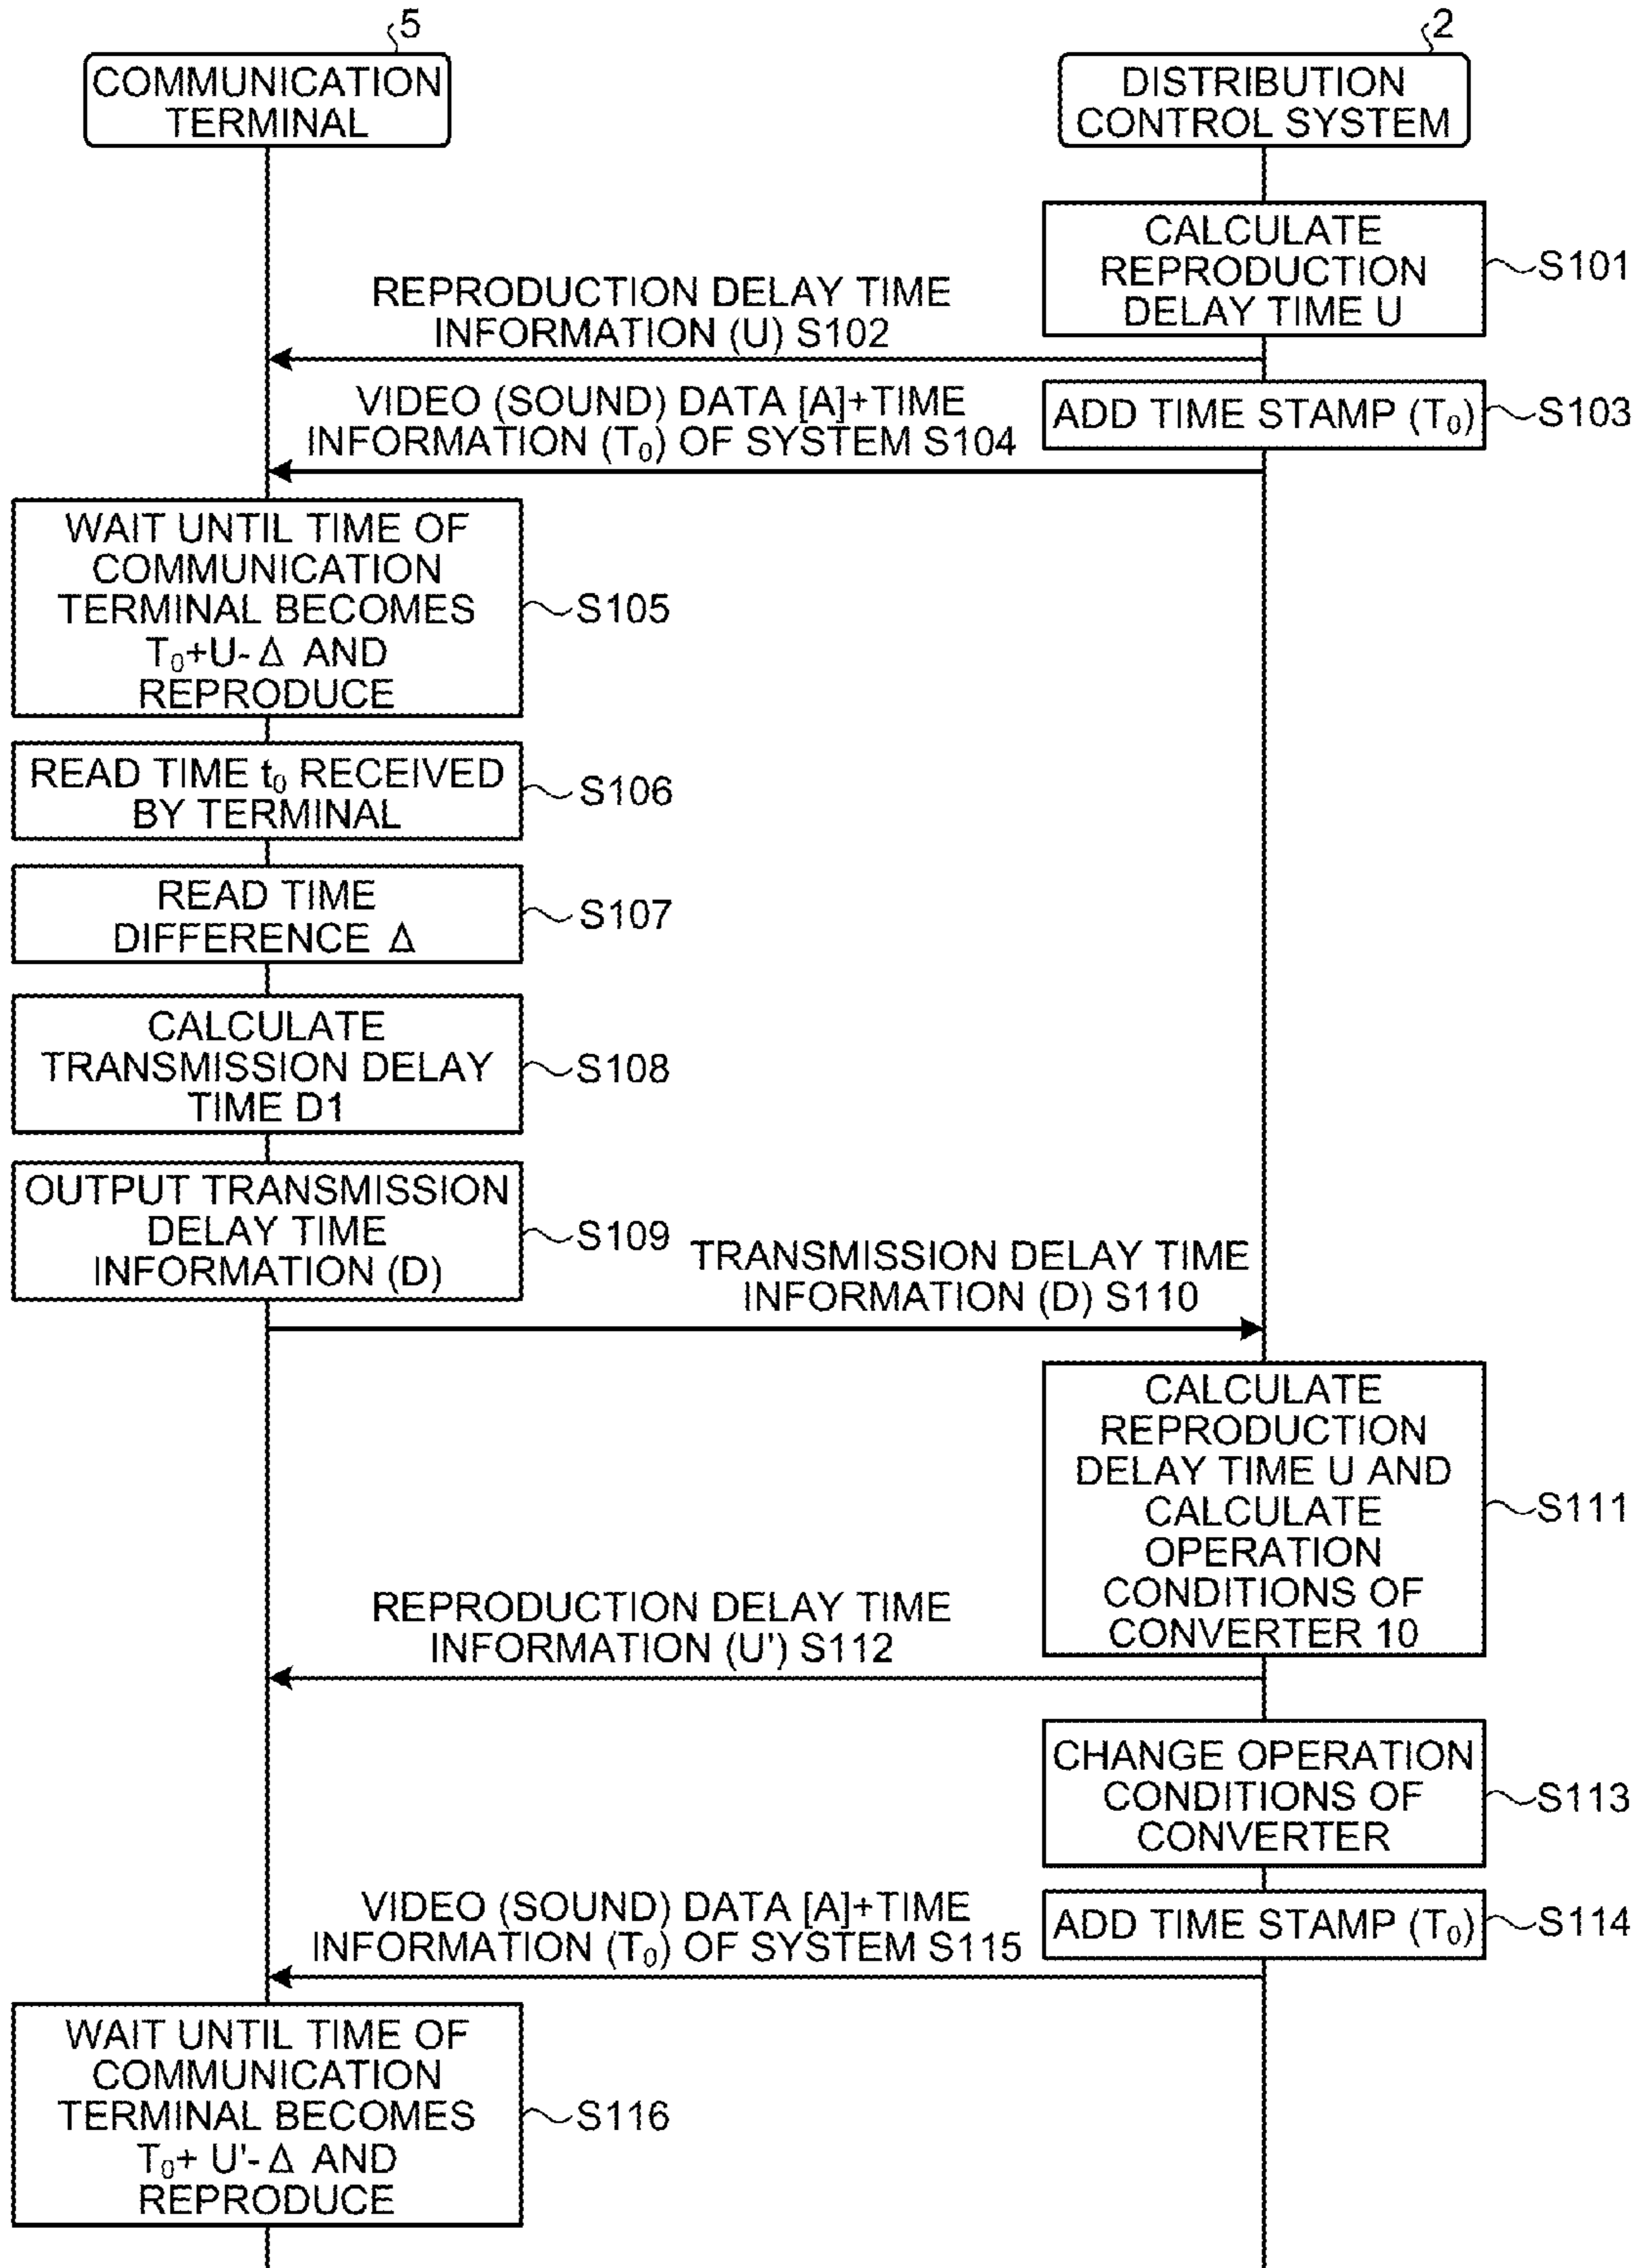 5
2
COMMUNICATION
TERMINAL
DISTRIBUTION
CONTROL SYSTEM
CALCULATE
REPRODUCTION
DELAY TIME U
S101
REPRODUCTION DELAY TIME
INFORMATION (U) S102
ADD TIME STAMP (T₀)
S103
VIDEO (SOUND) DATA [A]+TIME
INFORMATION (T₀) OF SYSTEM S104
WAIT UNTIL TIME OF
COMMUNICATION
TERMINAL BECOMES
T₀+U-Δ AND
REPRODUCE
S105
READ TIME t₀ RECEIVED
BY TERMINAL
S106
READ TIME
DIFFERENCE Δ
S107
CALCULATE
TRANSMISSION DELAY
TIME D1
S108
OUTPUT TRANSMISSION
DELAY TIME
INFORMATION (D)
S109
TRANSMISSION DELAY TIME
INFORMATION (D) S110
CALCULATE
REPRODUCTION
DELAY TIME U AND
CALCULATE
OPERATION
CONDITIONS OF
CONVERTER 10
S111
REPRODUCTION DELAY TIME
INFORMATION (U') S112
CHANGE OPERATION
CONDITIONS OF
CONVERTER
S113
ADD TIME STAMP (T₀)
S114
VIDEO (SOUND) DATA [A]+TIME
INFORMATION (T₀) OF SYSTEM S115
WAIT UNTIL TIME OF
COMMUNICATION
TERMINAL BECOMES
T₀+ U'-Δ AND
REPRODUCE
S116